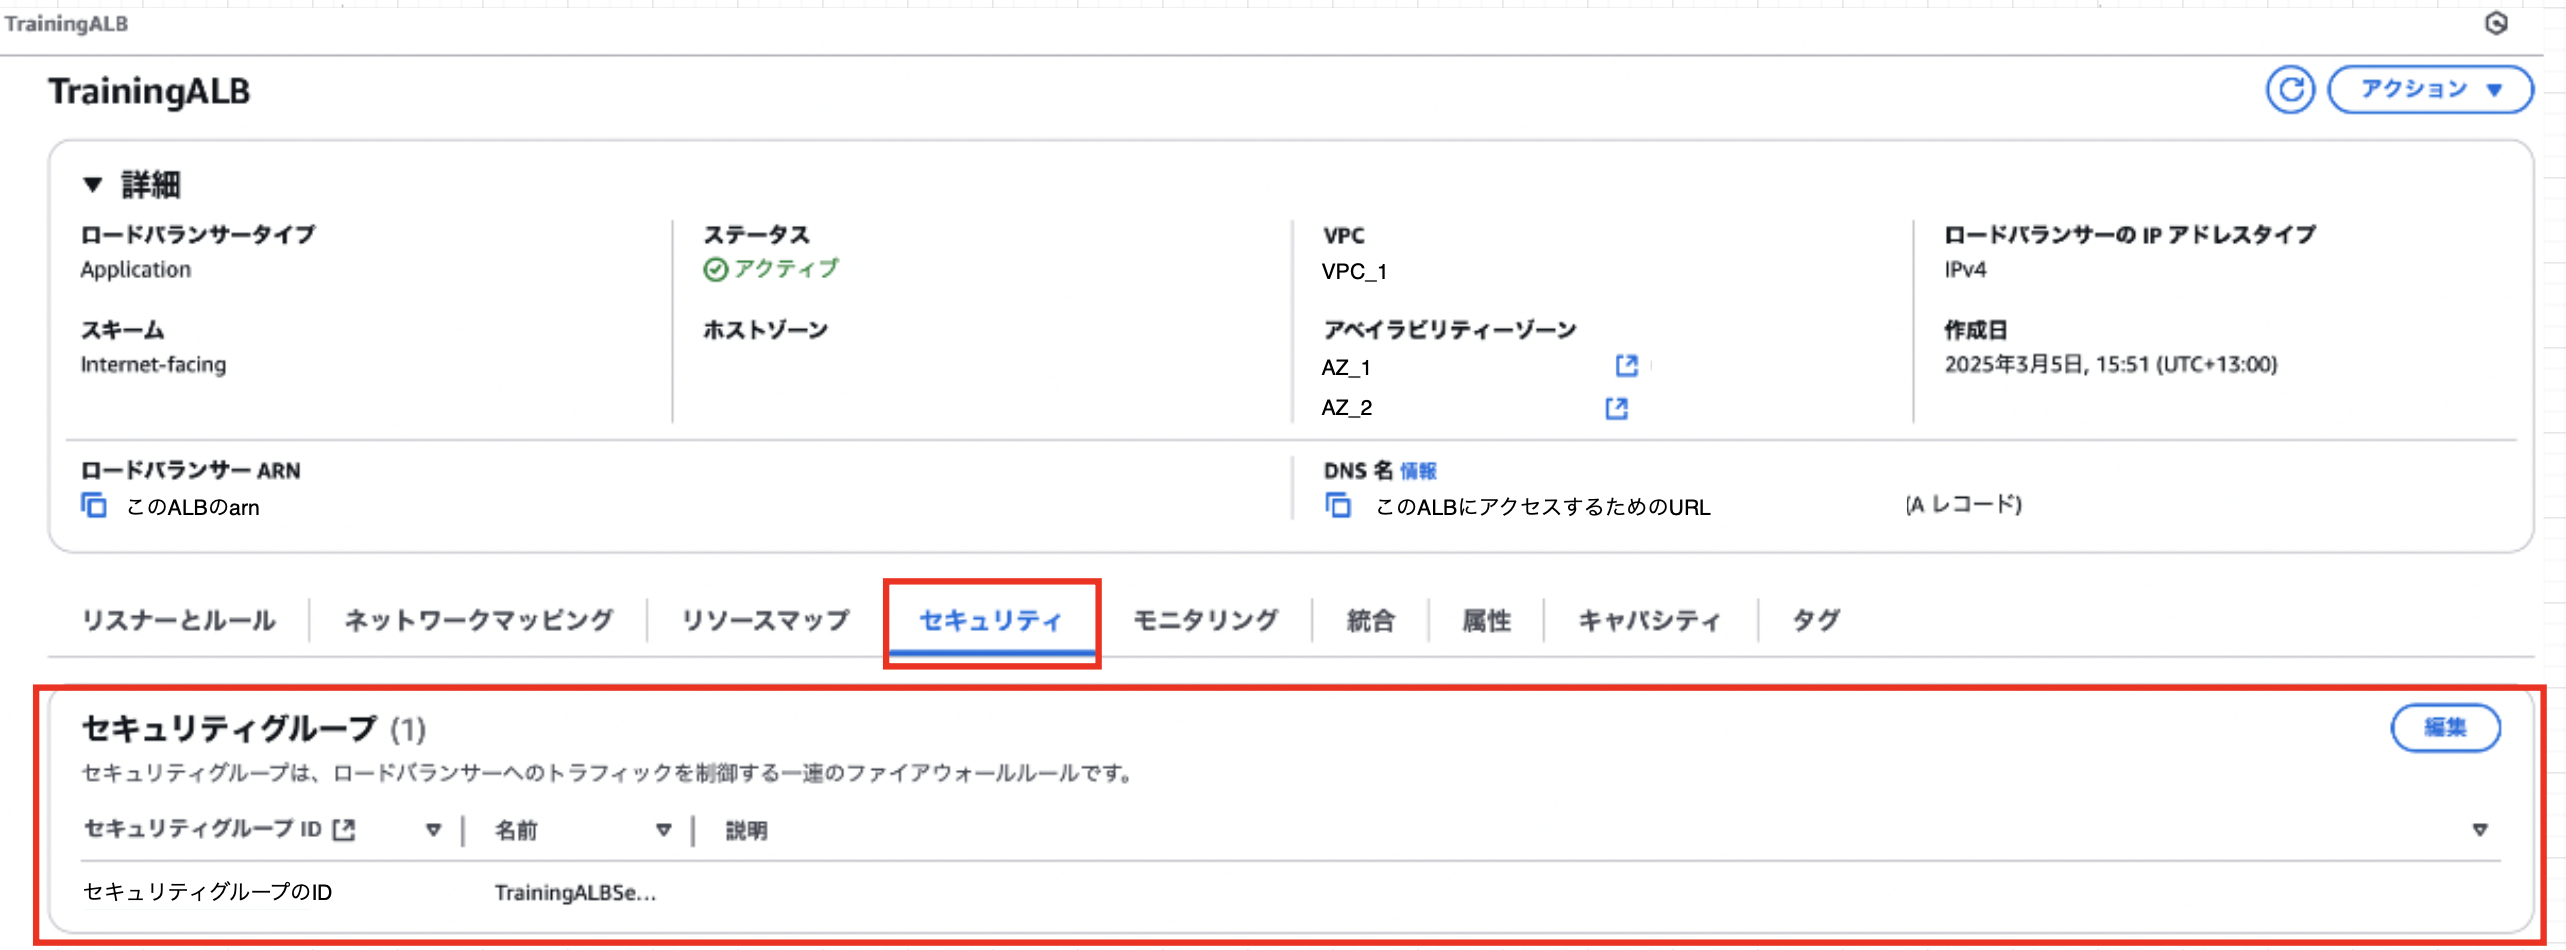 TrainingALB
TrainingALB
アクション
詳細
ロードバランサータイプ
Application
ステータス
アクティブ
VPC
VPC_1
ロードバランサーの IP アドレスタイプ
IPv4
スキーム
Internet-facing
ホストゾーン
アベイラビリティーゾーン
AZ_1
AZ_2
作成日
2025年3月5日, 15:51 (UTC+13:00)
ロードバランサー ARN
このALBのarn
DNS 名 情報
このALBにアクセスするためのURL (A レコード)
リスナーとルール ネットワークマッピング リソースマップ セキュリティ モニタリング 統合 属性 キャパシティ タグ
セキュリティグループ (1)
編集
セキュリティグループは、ロードバランサーへのトラフィックを制御する一連のファイアウォールルールです。
セキュリティグループ ID 名前 説明
セキュリティグループのID TrainingALBSe...